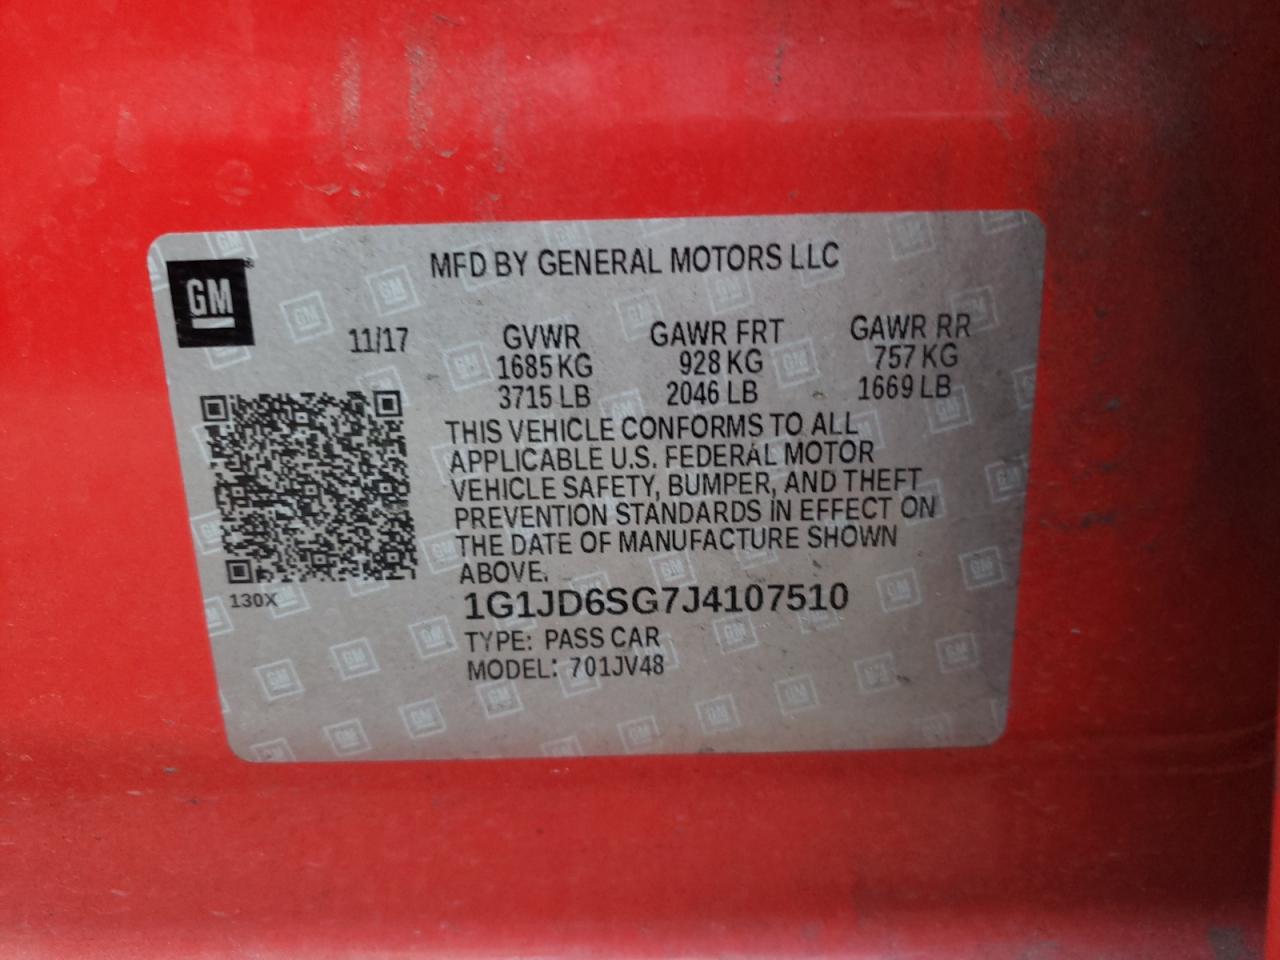 MFD BY GENERAL MOTORS LLC
GM
11/17
GVWR GAWR FRT GAWR RR
1685 KG 928 KG 757 KG
3715 LB 2046 LB 1669 LB
THIS VEHICLE CONFORMS TO ALL
APPLICABLE U.S. FEDERAL MOTOR
VEHICLE SAFETY, BUMPER, AND THEFT
PREVENTION STANDARDS IN EFFECT ON
THE DATE OF MANUFACTURE SHOWN
ABOVE.
130X
1G1JD6SG7J4107510
TYPE: PASS CAR
MODEL: 701JV48